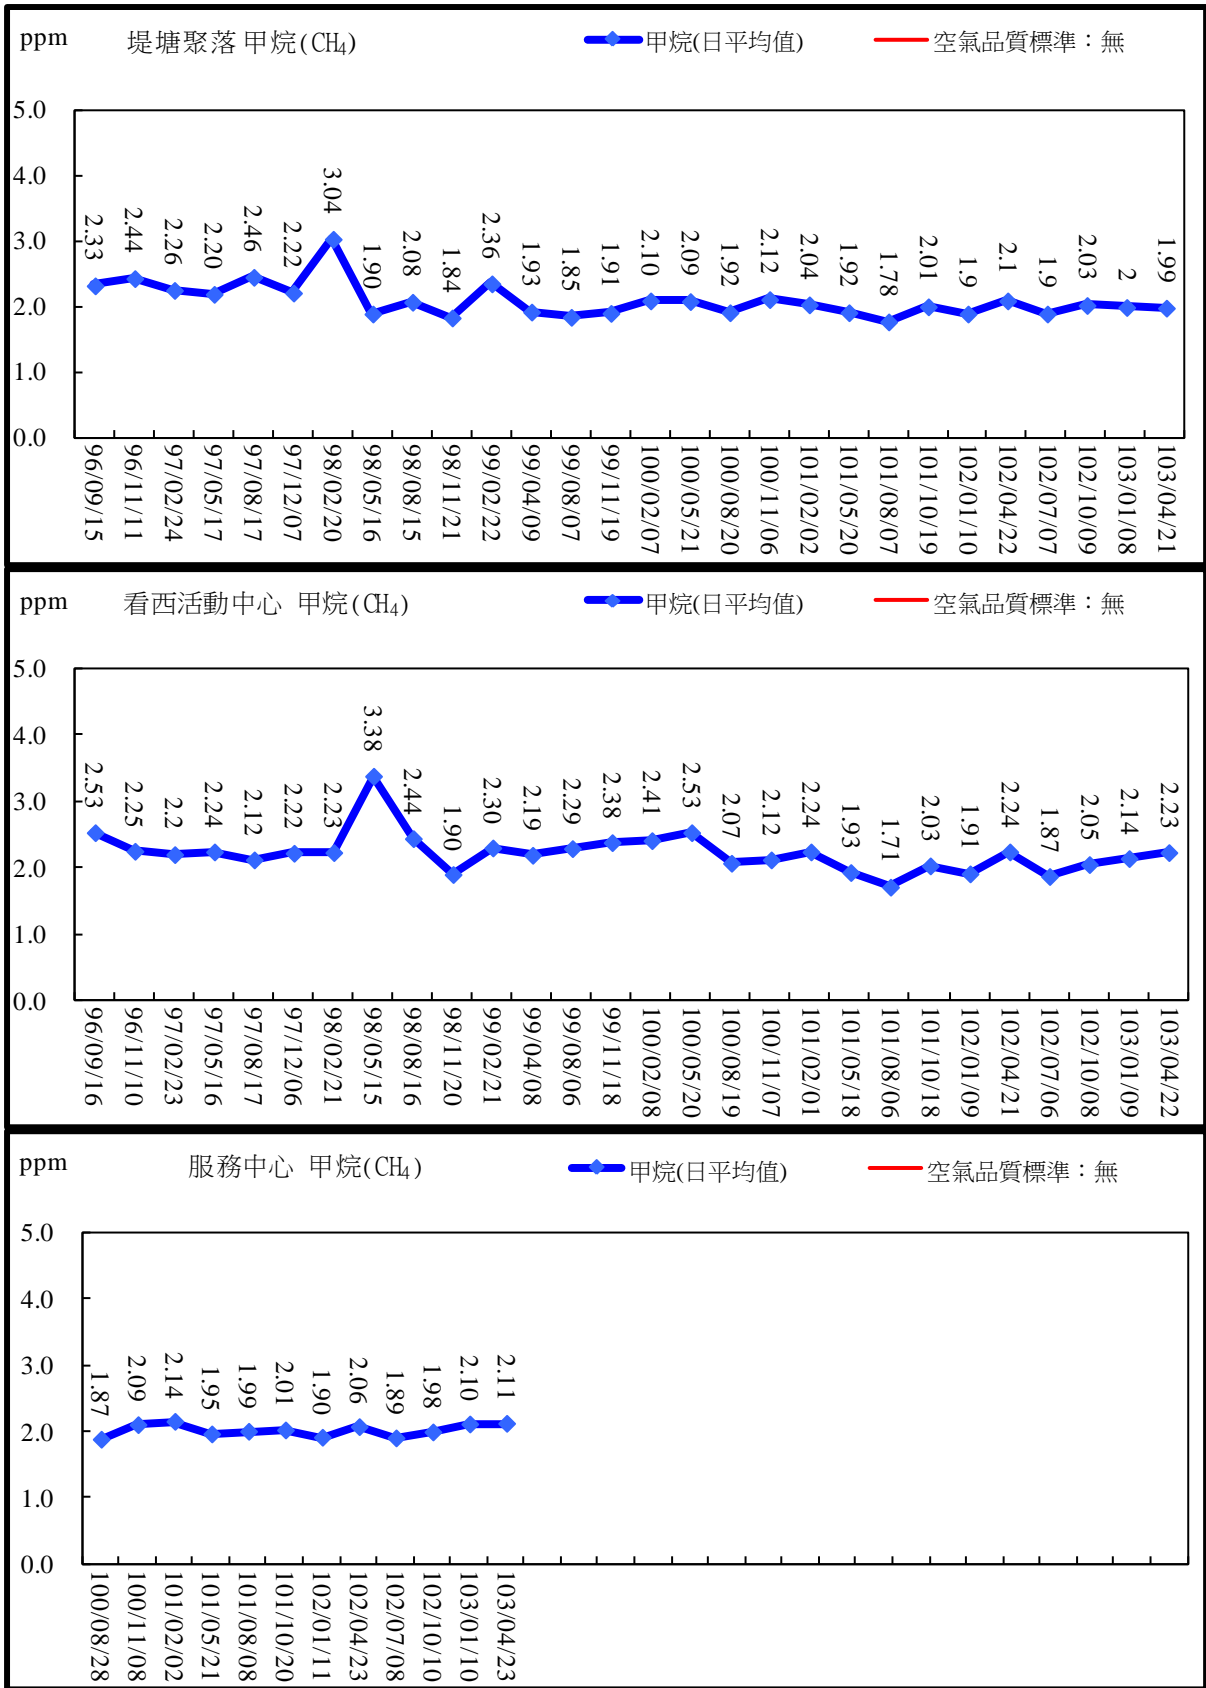 ppm 堤塘聚落 甲烷(CH4) 甲烷(日平均值) 空氣品質標準：無
5.0
4.0
3.0
2.0
1.0
0.0
2.33 2.44 2.26 2.20 2.46 2.22 3.04 1.90 2.08 1.84 2.36 1.93 1.85 1.91 2.10 2.09 1.92 2.12 2.04 1.92 1.78 2.01 1.9 2.1 1.9 2.03 2 1.99
96/09/15 96/11/11 97/02/24 97/05/17 97/08/17 97/12/07 98/02/20 98/05/16 98/08/15 98/11/21 99/02/22 99/04/09 99/08/07 99/11/19 100/02/07 100/05/21 100/08/20 100/11/06 101/02/02 101/05/20 101/08/07 101/10/19 102/01/10 102/04/22 102/07/07 102/10/09 103/01/08 103/04/21
ppm 看西活動中心 甲烷(CH4) 甲烷(日平均值) 空氣品質標準：無
5.0
4.0
3.0
2.0
1.0
0.0
2.53 2.25 2.2 2.24 2.12 2.22 2.23 3.38 2.44 1.90 2.30 2.19 2.29 2.38 2.41 2.53 2.07 2.12 2.24 1.93 1.71 2.03 1.91 2.24 1.87 2.05 2.14 2.23
96/09/16 96/11/10 97/02/23 97/05/16 97/08/17 97/12/06 98/02/21 98/05/15 98/08/16 98/11/20 99/02/21 99/04/08 99/08/06 99/11/18 100/02/08 100/05/20 100/08/19 100/11/07 101/02/01 101/05/18 101/08/06 101/10/18 102/01/09 102/04/21 102/07/06 102/10/08 103/01/09 103/04/22
ppm 服務中心 甲烷(CH4) 甲烷(日平均值) 空氣品質標準：無
5.0
4.0
3.0
2.0
1.0
0.0
1.87 2.09 2.14 1.95 1.99 2.01 1.90 2.06 1.89 1.98 2.10 2.11
100/08/28 100/11/08 101/02/02 101/05/21 101/08/08 101/10/20 102/01/11 102/04/23 102/07/08 102/10/10 103/01/10 103/04/23